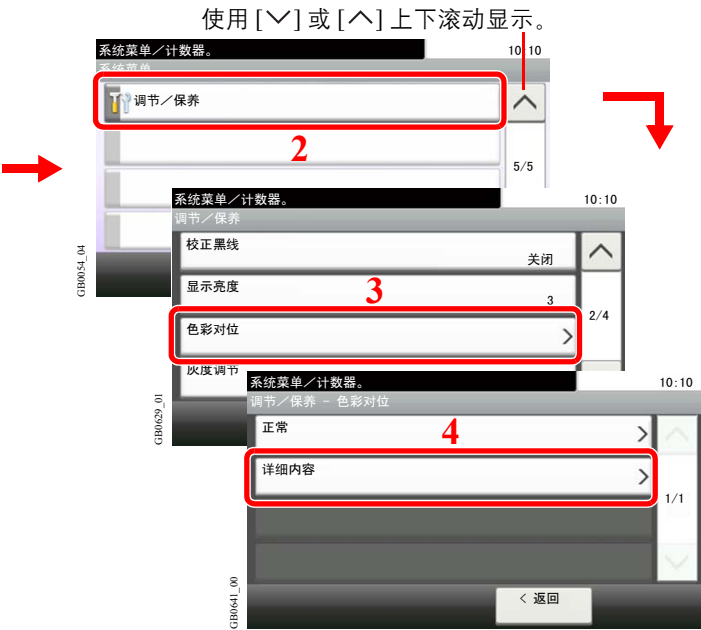 使用 [∨] 或 [∧] 上下滚动显示。
系统菜单／计数器。
10:10
系统菜单
调节／保养
2
5/5
GB0054_04
系统菜单／计数器。
10:10
调节／保养
校正黑线
关闭
显示亮度
3
3
2/4
色彩对位
灰度调节
GB0629_01
系统菜单／计数器。
10:10
调节／保养 - 色彩对位
正常
4
详细内容
1/1
< 返回
GB0641_00